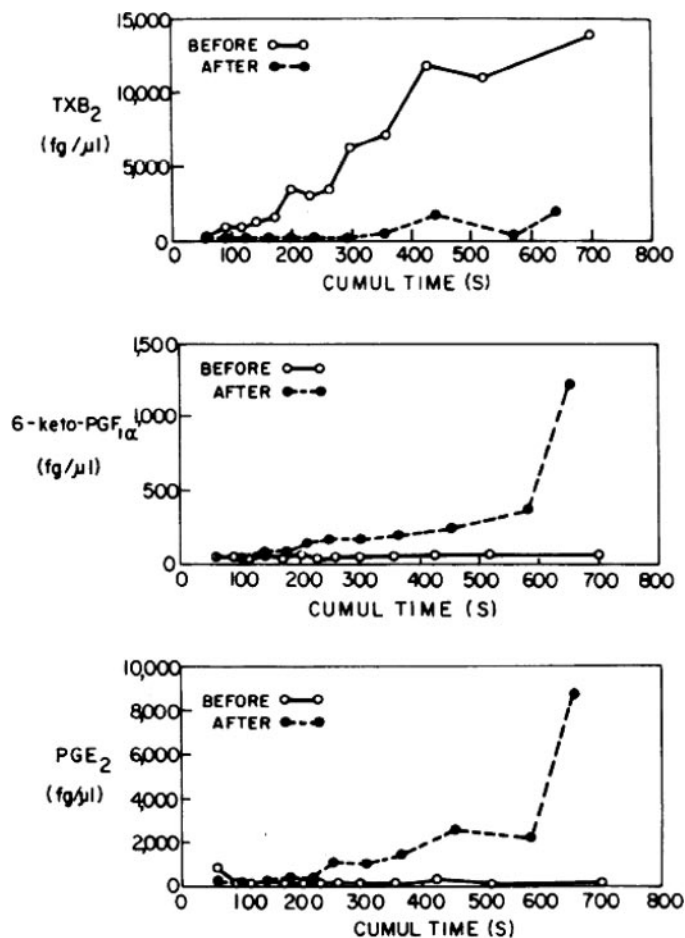 15,000
BEFORE
AFTER
TXB2
(fg/μl)
10,000
5,000
0
0 100 200 300 400 500 600 700 800
CUMUL TIME (S)
1,500
BEFORE
AFTER
6-keto-PGF1α
(fg/μl)
1,000
500
0
0 100 200 300 400 500 600 700 800
CUMUL TIME (S)
10,000
BEFORE
AFTER
8,000
6,000
PGE2
(fg/μl)
4,000
2,000
0
0 100 200 300 400 500 600 700 800
CUMUL TIME (S)